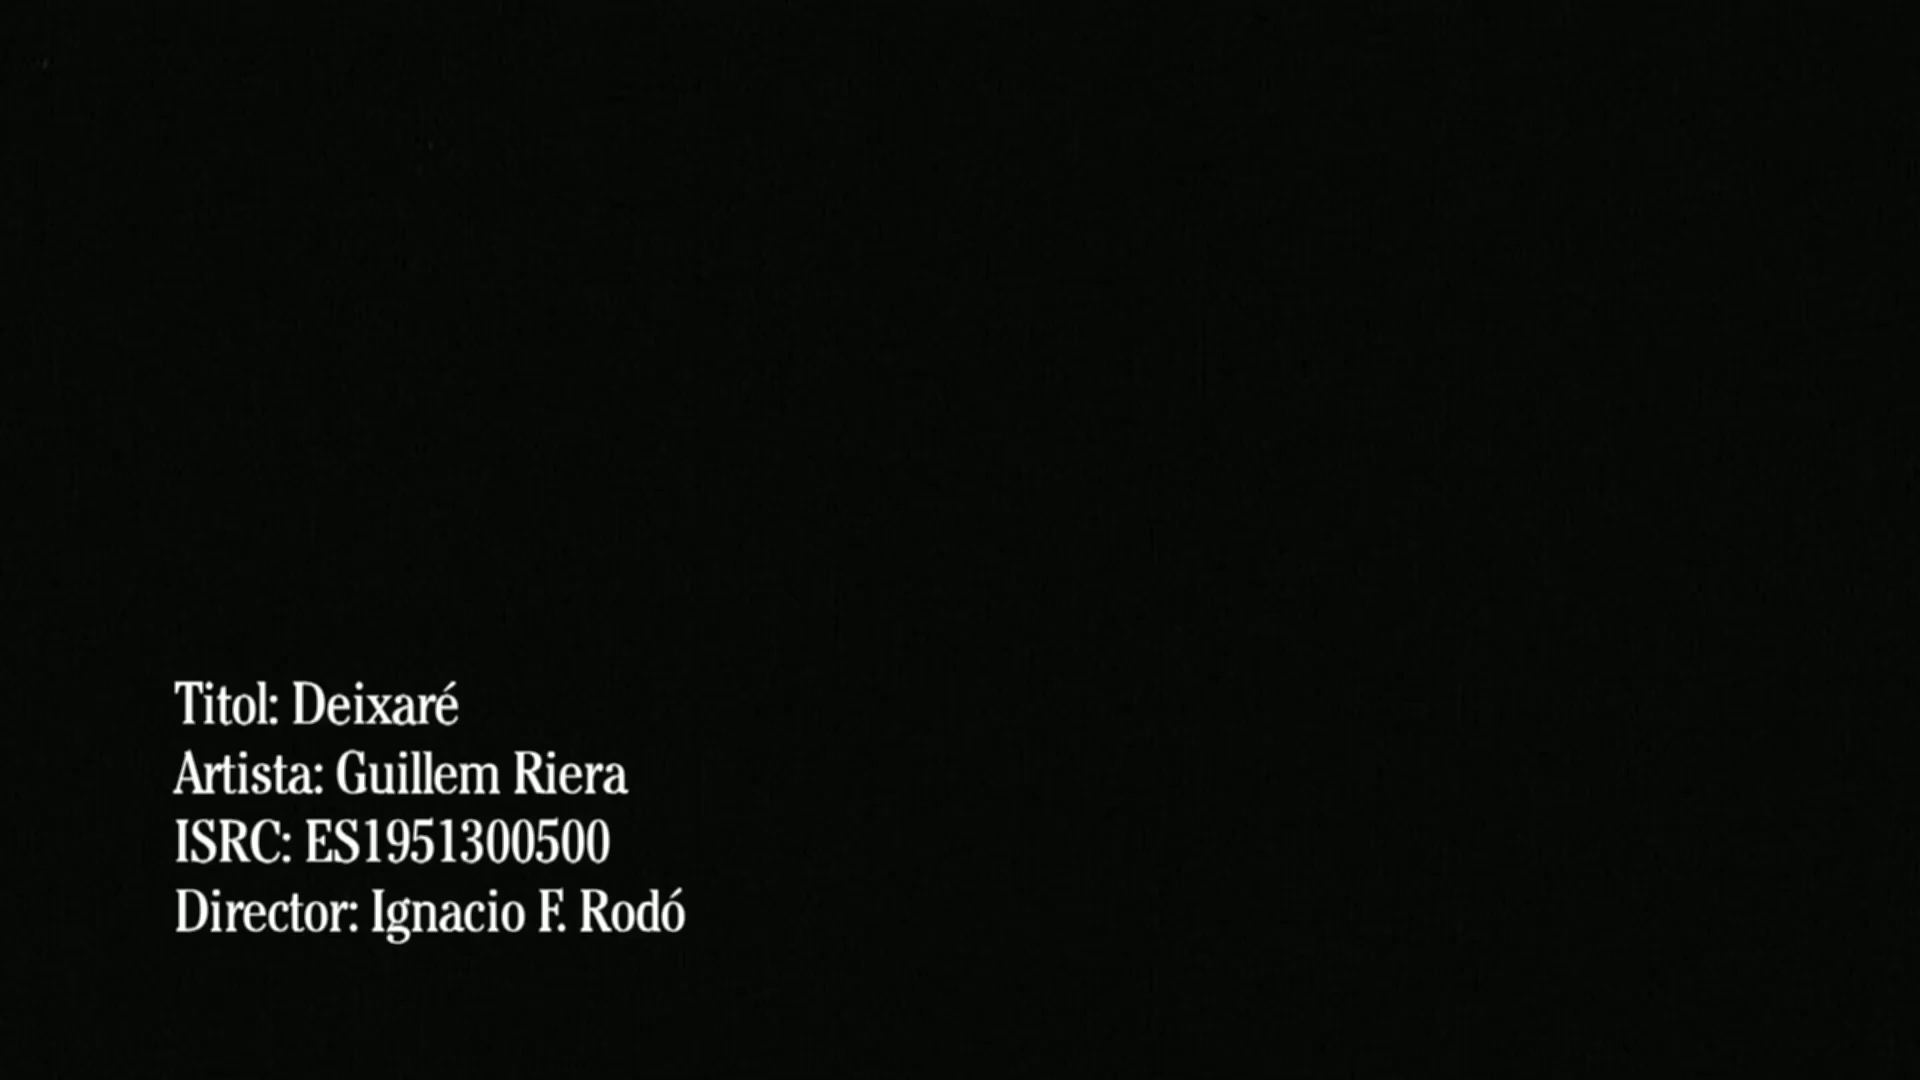 Titol: Deixaré
Artista: Guillem Riera
ISRC: ES1951300500
Director: Ignacio F. Rodó